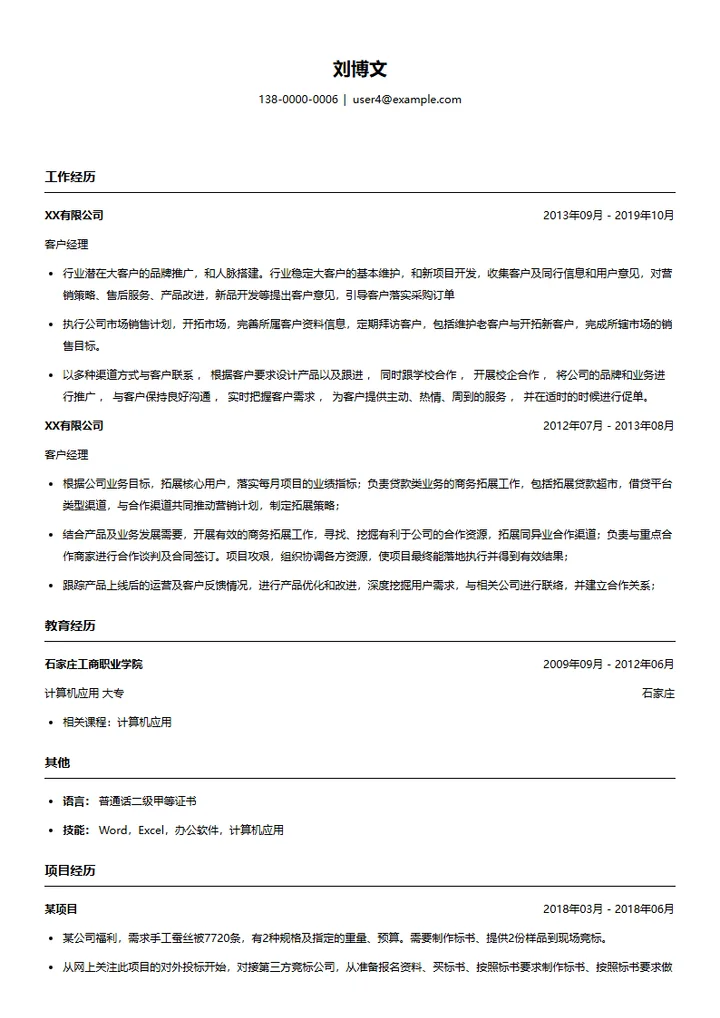 刘博文
138-0000-0006 | user4@example.com
工作经历
XX有限公司 2013年09月 - 2019年10月
客户经理
• 行业潜在大客户的品牌推广，和人脉搭建。行业稳定大客户的基本维护，和新项目开发，收集客户及同行信息和用户意见，对营
销策略、售后服务、产品改进，新品开发等提出客户意见，引导客户落实采购订单
• 执行公司市场销售计划，开拓市场，完善所属客户资料信息，定期拜访客户，包括维护老客户与开拓新客户，完成所辖市场的销
售目标。
• 以多种渠道方式与客户联系 ， 根据客户要求设计产品以及跟进 ， 同时跟学校合作 ， 开展校企合作 ， 将公司的品牌和业务进
行推广 ， 与客户保持良好沟通 ， 实时把握客户需求 ， 为客户提供主动、热情、周到的服务 ， 并在适时的时候进行促单。
XX有限公司 2012年07月 - 2013年08月
客户经理
• 根据公司业务目标，拓展核心用户，落实每月项目的业绩指标；负责贷款类业务的商务拓展工作，包括拓展贷款超市，借贷平台
类型渠道，与合作渠道共同推动营销计划，制定拓展策略；
• 结合产品及业务发展需要，开展有效的商务拓展工作，寻找、挖掘有利于公司的合作资源，拓展同异业合作渠道；负责与重点合
作商家进行合作谈判及合同签订。项目攻艰，组织协调各方资源，使项目最终能落地执行并得到有效结果；
• 跟踪产品上线后的运营及客户反馈情况，进行产品优化和改进，深度挖掘用户需求，与相关公司进行联络，并建立合作关系；
教育经历
石家庄工商职业学院 2009年09月 - 2012年06月
计算机应用 大专 石家庄
• 相关课程：计算机应用
其他
• 语言： 普通话二级甲等证书
• 技能： Word，Excel，办公软件，计算机应用
项目经历
某项目 2018年03月 - 2018年06月
• 某公司福利，需求手工蚕丝被7720条，有2种规格及指定的重量、预算。需要制作标书、提供2份样品到现场竞标。
• 从网上关注此项目的对外投标开始，对接第三方竞标公司，从准备报名资料、买标书、按照标书要求制作标书、按照标书要求做